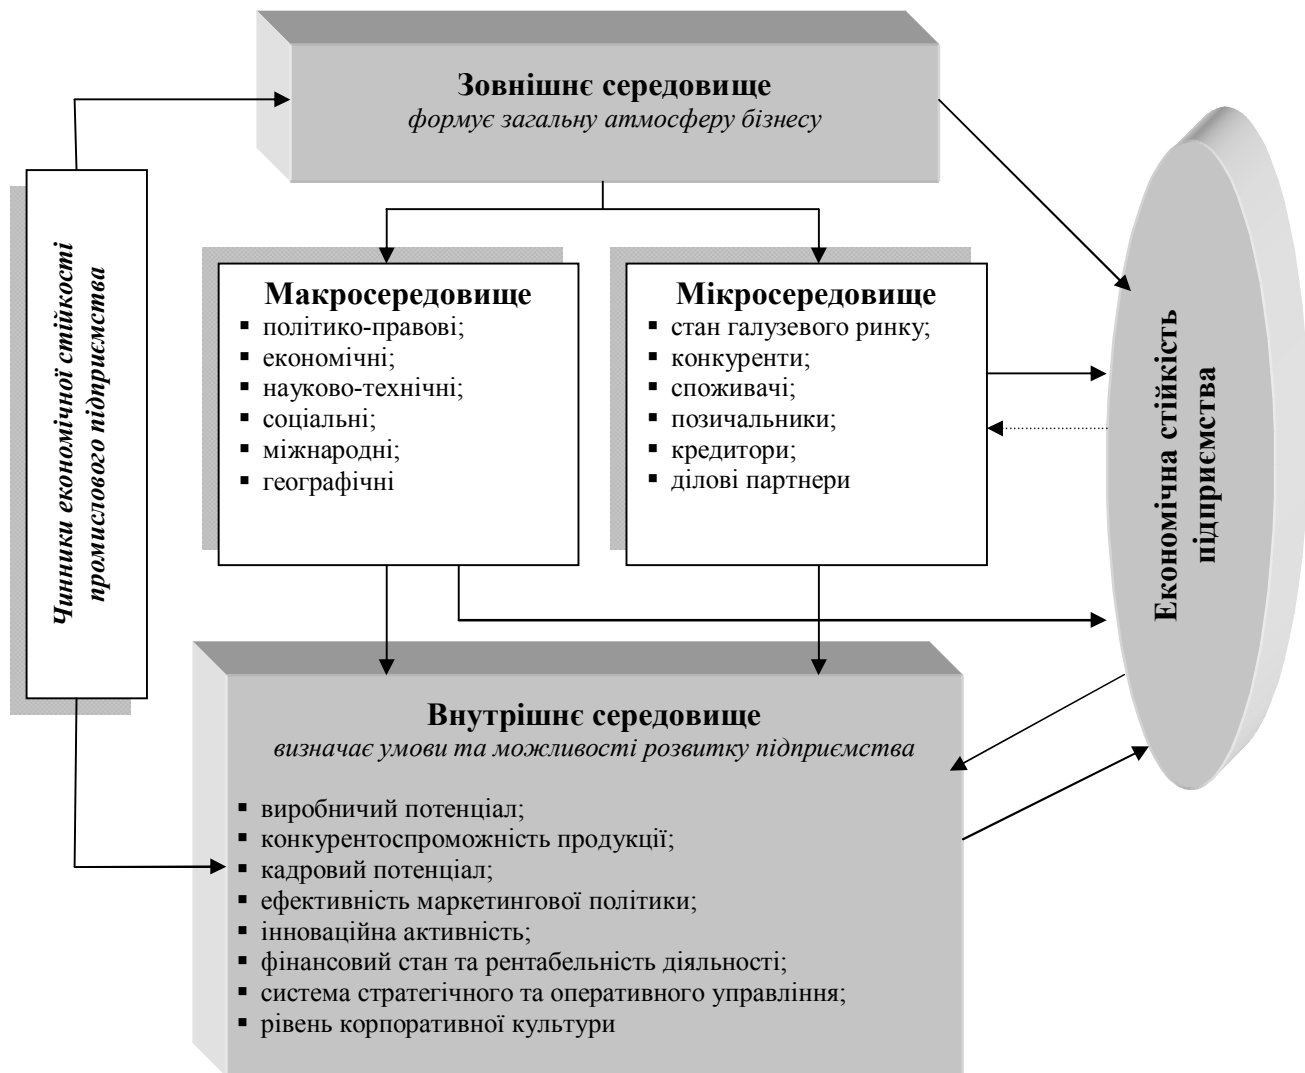 Зовнішнє середовище
формує загальну атмосферу бізнесу
Чинники економічної стійкості
промислового підприємства
Макросередовище
▪ політико-правові;
▪ економічні;
▪ науково-технічні;
▪ соціальні;
▪ міжнародні;
▪ географічні
Мікросередовище
▪ стан галузевого ринку;
▪ конкуренти;
▪ споживачі;
▪ позичальники;
▪ кредитори;
▪ ділові партнери
Економічна стійкість
підприємства
Внутрішнє середовище
визначає умови та можливості розвитку підприємства
▪ виробничий потенціал;
▪ конкурентоспроможність продукції;
▪ кадровий потенціал;
▪ ефективність маркетингової політики;
▪ інноваційна активність;
▪ фінансовий стан та рентабельність діяльності;
▪ система стратегічного та оперативного управління;
▪ рівень корпоративної культури